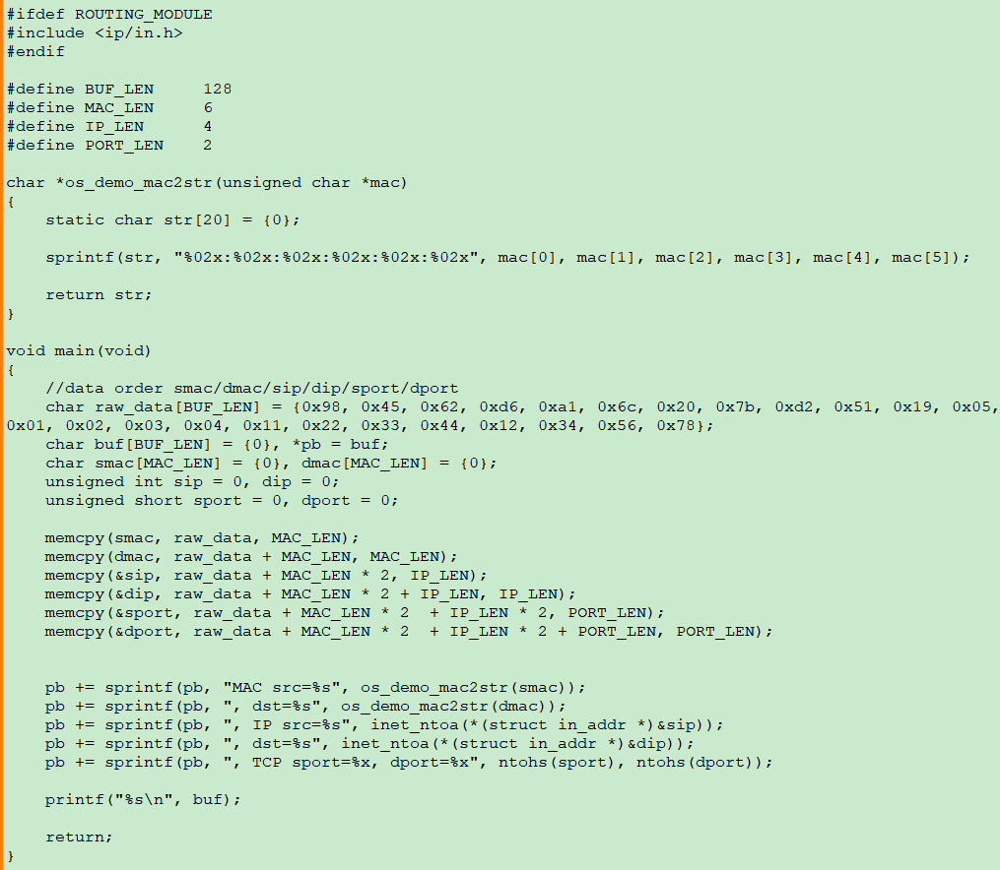 #ifdef ROUTING_MODULE
#include <ip/in.h>
#endif

#define BUF_LEN     128
#define MAC_LEN     6
#define IP_LEN      4
#define PORT_LEN    2

char *os_demo_mac2str(unsigned char *mac)
{
    static char str[20] = {0};

    sprintf(str, "%02x:%02x:%02x:%02x:%02x:%02x", mac[0], mac[1], mac[2], mac[3], mac[4], mac[5]);

    return str;
}

void main(void)
{
    //data order smac/dmac/sip/dip/sport/dport
    char raw_data[BUF_LEN] = {0x98, 0x45, 0x62, 0xd6, 0xa1, 0x6c, 0x20, 0x7b, 0xd2, 0x51, 0x19, 0x05,
0x01, 0x02, 0x03, 0x04, 0x11, 0x22, 0x33, 0x44, 0x12, 0x34, 0x56, 0x78};
    char buf[BUF_LEN] = {0}, *pb = buf;
    char smac[MAC_LEN] = {0}, dmac[MAC_LEN] = {0};
    unsigned int sip = 0, dip = 0;
    unsigned short sport = 0, dport = 0;

    memcpy(smac, raw_data, MAC_LEN);
    memcpy(dmac, raw_data + MAC_LEN, MAC_LEN);
    memcpy(&sip, raw_data + MAC_LEN * 2, IP_LEN);
    memcpy(&dip, raw_data + MAC_LEN * 2 + IP_LEN, IP_LEN);
    memcpy(&sport, raw_data + MAC_LEN * 2  + IP_LEN * 2, PORT_LEN);
    memcpy(&dport, raw_data + MAC_LEN * 2  + IP_LEN * 2 + PORT_LEN, PORT_LEN);


    pb += sprintf(pb, "MAC src=%s", os_demo_mac2str(smac));
    pb += sprintf(pb, ", dst=%s", os_demo_mac2str(dmac));
    pb += sprintf(pb, ", IP src=%s", inet_ntoa(*(struct in_addr *)&sip));
    pb += sprintf(pb, ", dst=%s", inet_ntoa(*(struct in_addr *)&dip));
    pb += sprintf(pb, ", TCP sport=%x, dport=%x", ntohs(sport), ntohs(dport));

    printf("%s\n", buf);

    return;
}